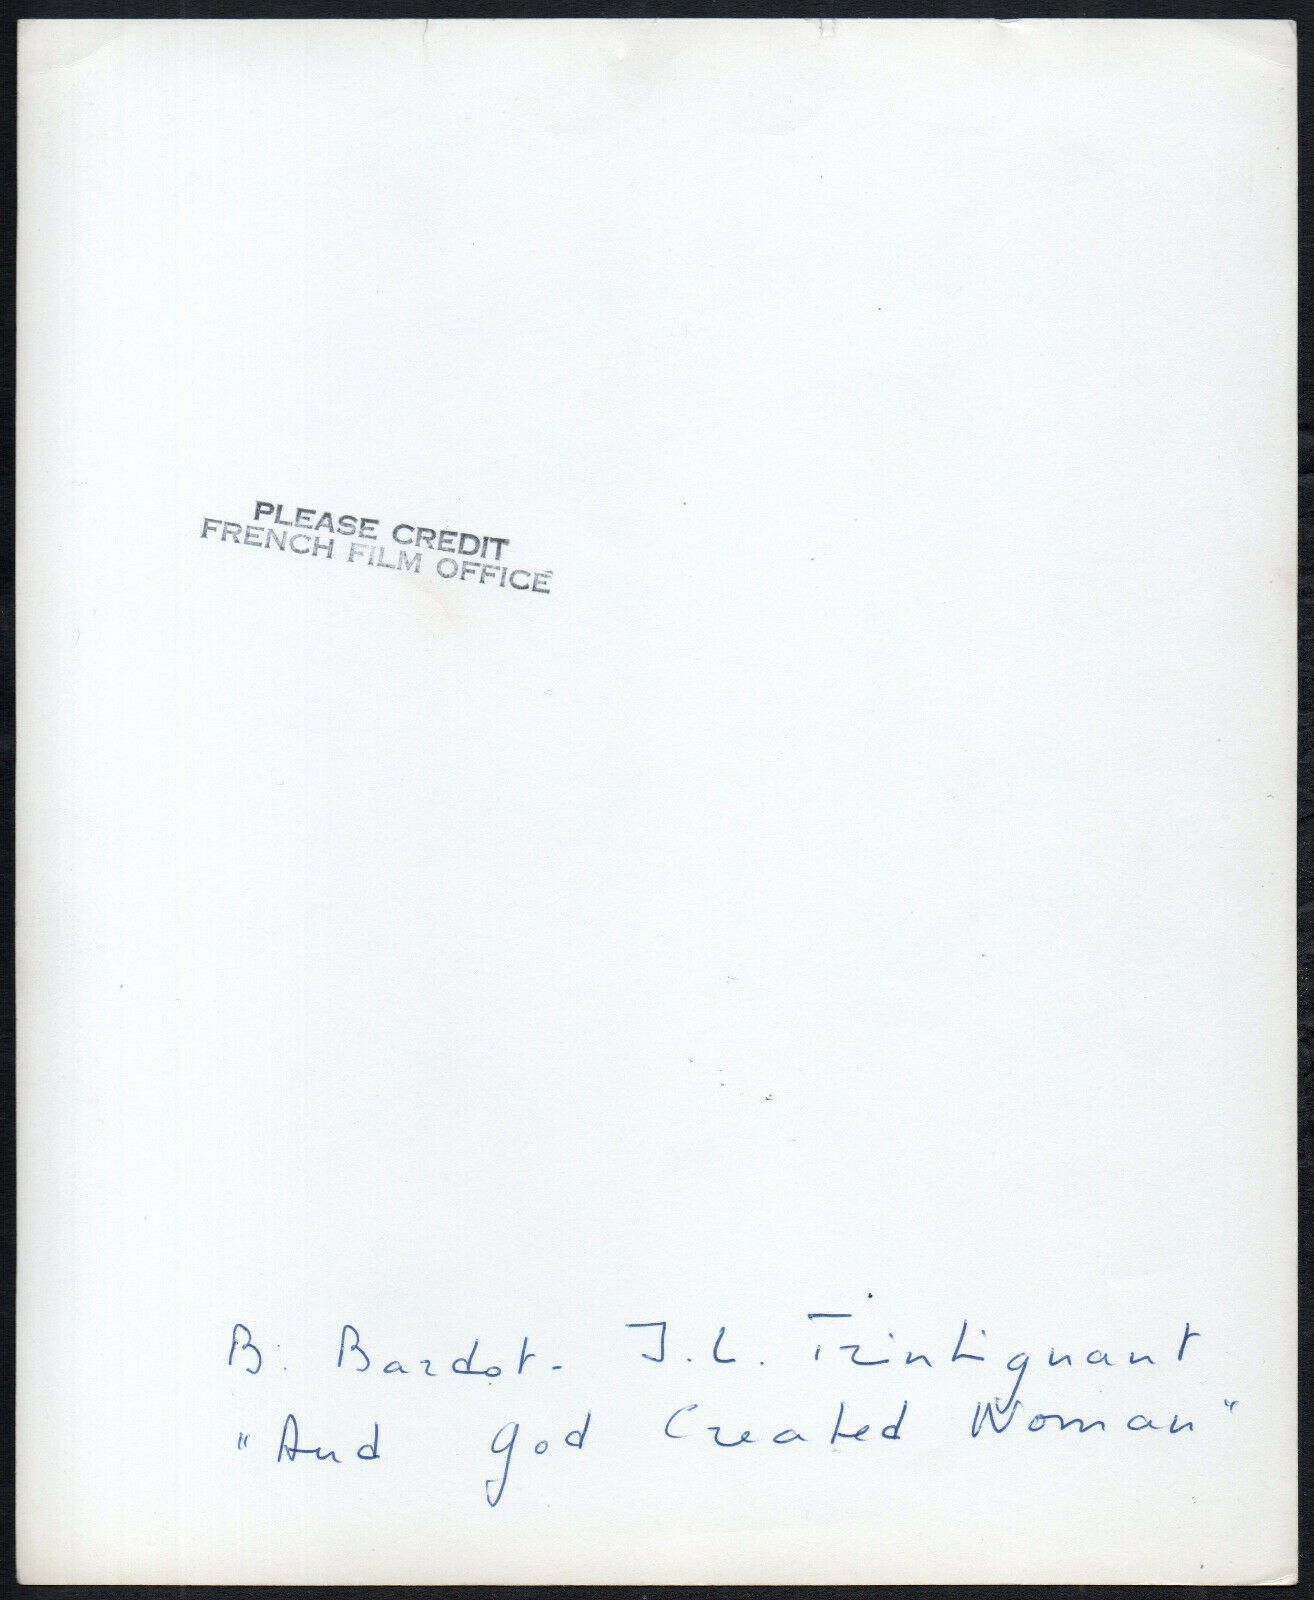 PLEASE CREDIT
FRENCH FILM OFFICE
B. Bardot - J.L. Trintignant
"And God Created Woman"